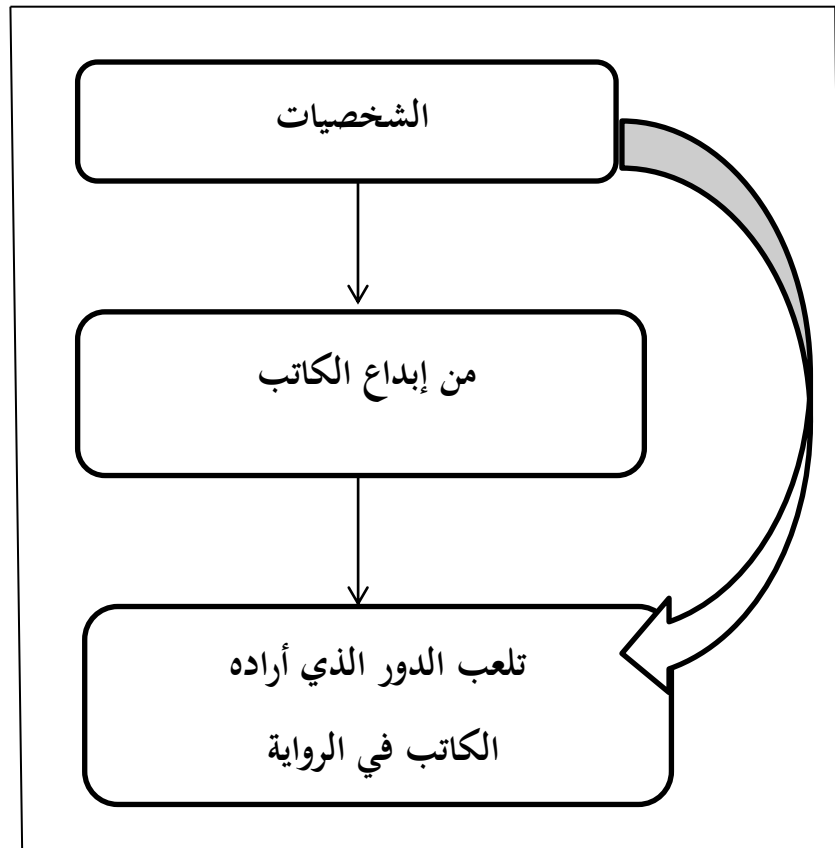 الشخصيات
من إبداع الكاتب
تلعب الدور الذي أراده
الكاتب في الرواية